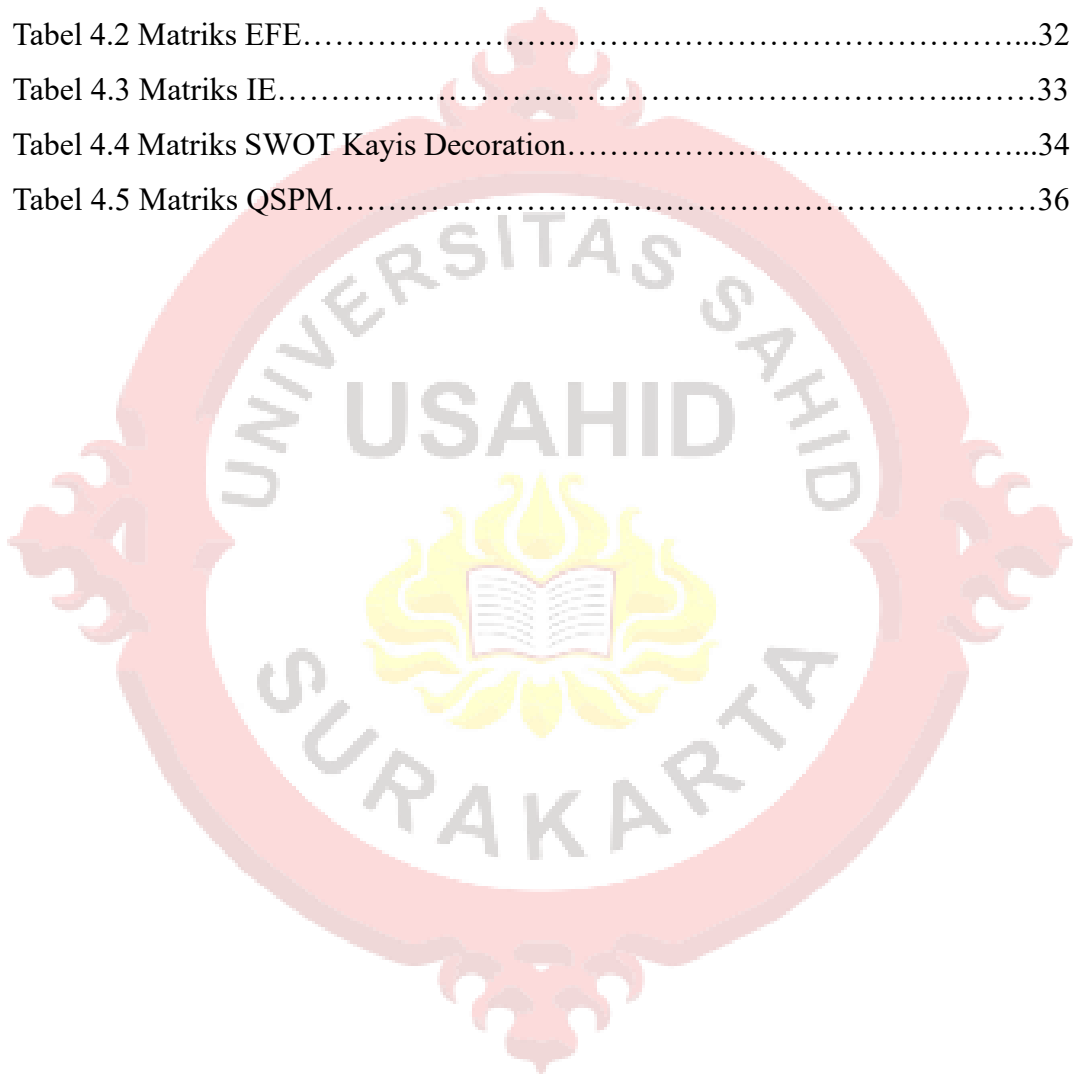 Tabel 4.2 Matriks EFE…………………….…………………………………………...32
Tabel 4.3 Matriks IE…………………………………………………………...……33
Tabel 4.4 Matriks SWOT Kayis Decoration………………………………………...34
Tabel 4.5 Matriks QSPM……………………………………………………………36
UNIVERSITAS SAHID
USAHID
SURAKARTA